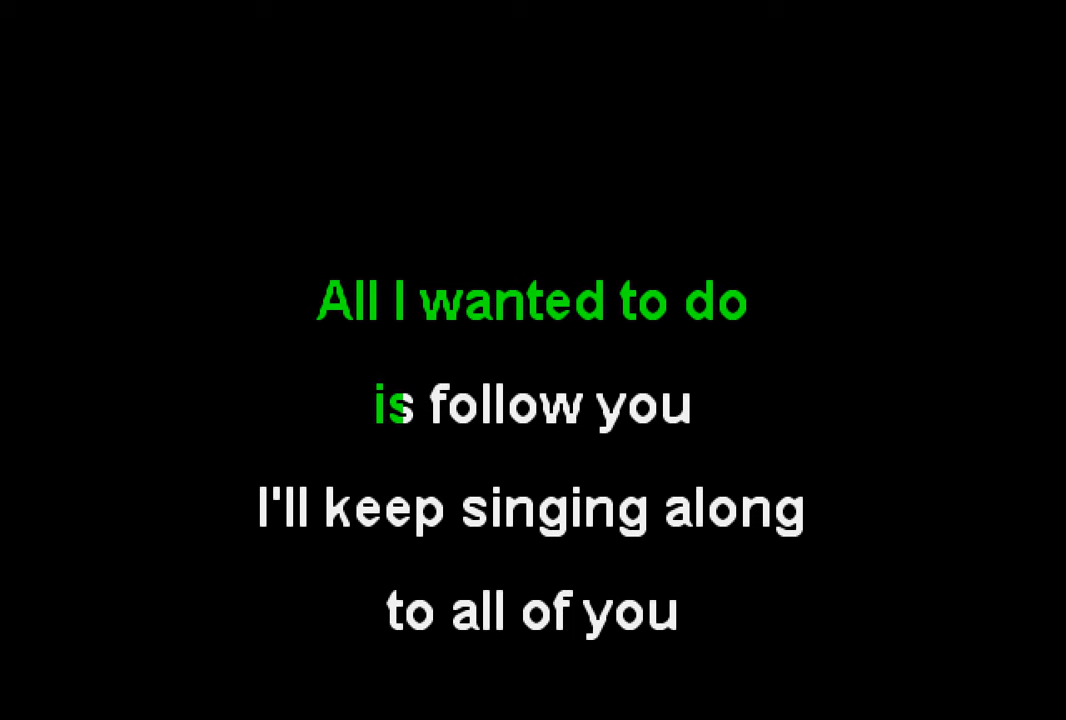 All I wanted to do
is follow you
I'll keep singing along
to all of you